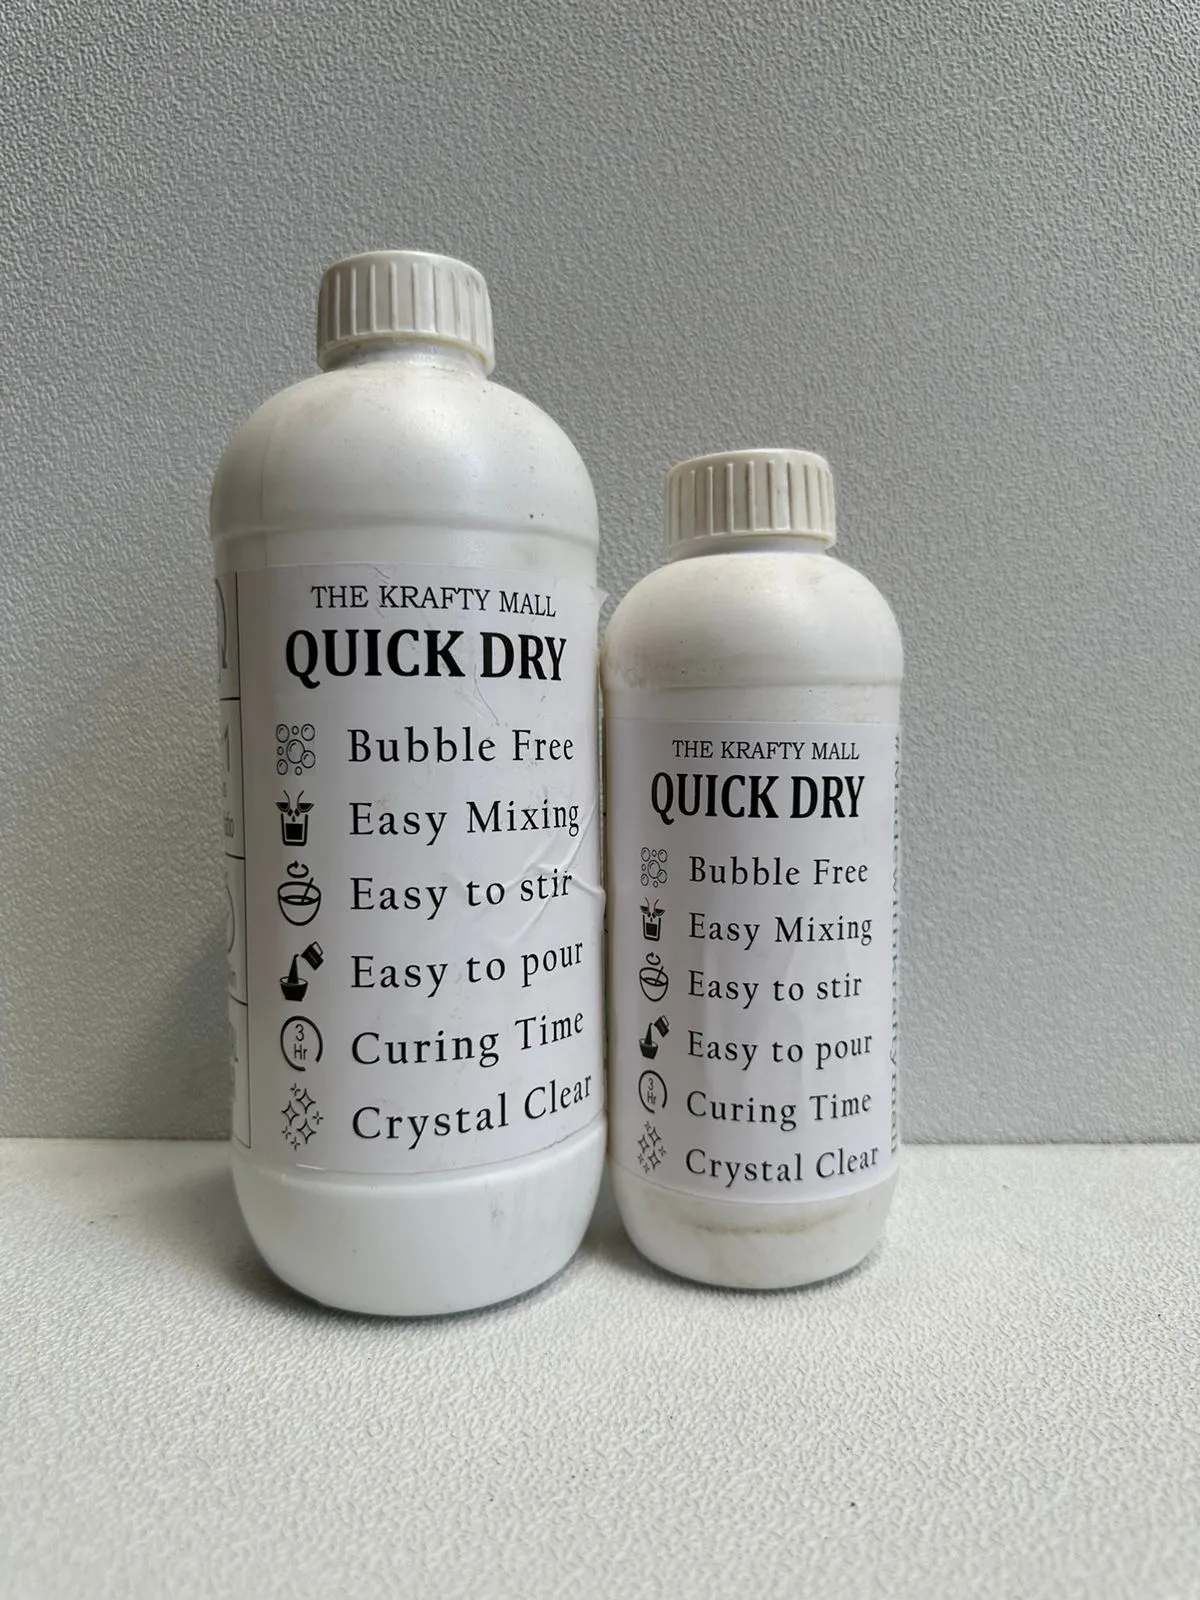 THE KRAFTY MALL
QUICK DRY
Bubble Free
Easy Mixing
Easy to stir
Easy to pour
3
Hr
Curing Time
Crystal Clear
THE KRAFTY MALL
QUICK DRY
Bubble Free
Easy Mixing
Easy to stir
Easy to pour
3
Hr
Curing Time
Crystal Clear